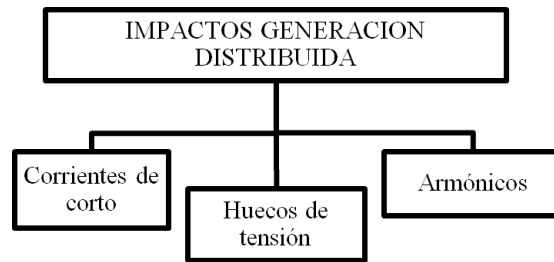 IMPACTOS GENERACION
DISTRIBUIDA
Corrientes de
corto
Huecos de
tensión
Armónicos